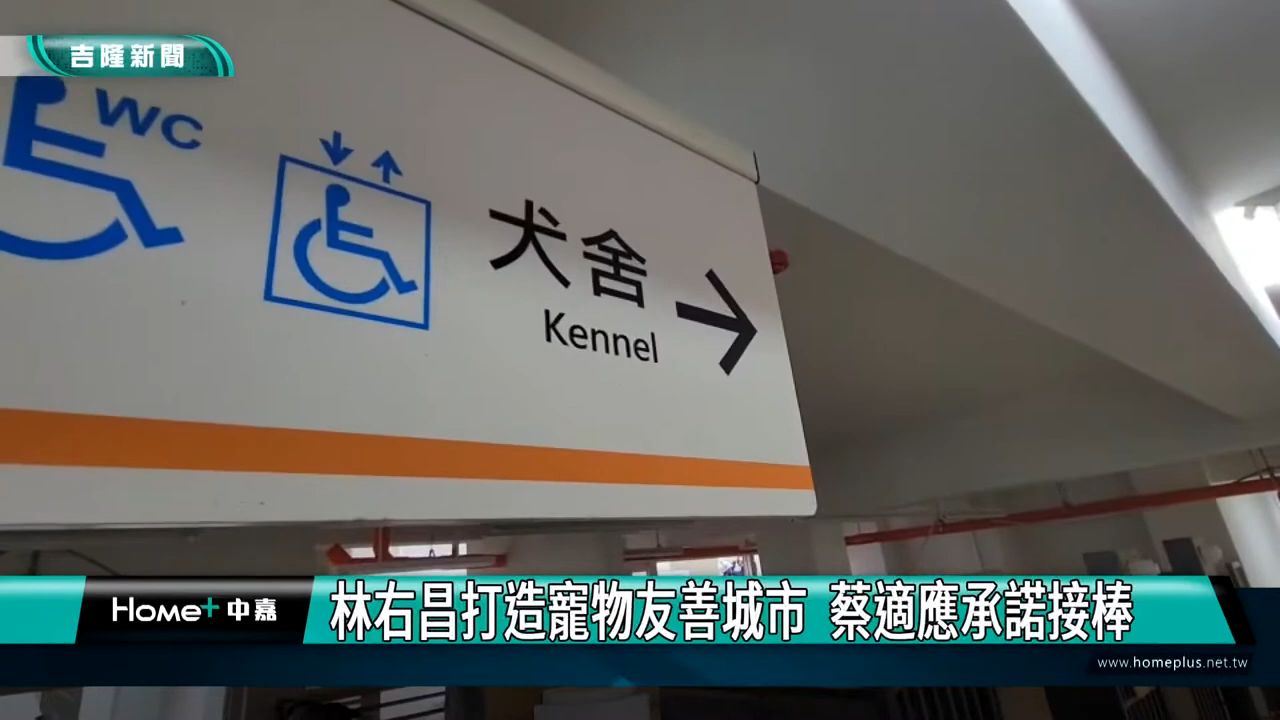 吉隆新聞
WC
犬舍
Kennel
Home+ 中嘉
林右昌打造寵物友善城市 蔡適應承諾接棒
www.homeplus.net.tw